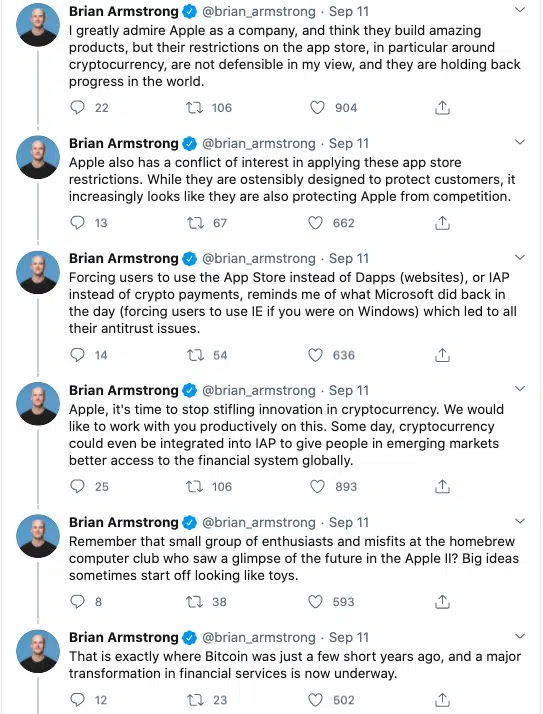 Brian Armstrong @brian_armstrong · Sep 11
I greatly admire Apple as a company, and think they build amazing
products, but their restrictions on the app store, in particular around
cryptocurrency, are not defensible in my view, and they are holding back
progress in the world.
22 106 904
Brian Armstrong @brian_armstrong · Sep 11
Apple also has a conflict of interest in applying these app store
restrictions. While they are ostensibly designed to protect customers, it
increasingly looks like they are also protecting Apple from competition.
13 67 662
Brian Armstrong @brian_armstrong · Sep 11
Forcing users to use the App Store instead of Dapps (websites), or IAP
instead of crypto payments, reminds me of what Microsoft did back in
the day (forcing users to use IE if you were on Windows) which led to all
their antitrust issues.
14 54 636
Brian Armstrong @brian_armstrong · Sep 11
Apple, it's time to stop stifling innovation in cryptocurrency. We would
like to work with you productively on this. Some day, cryptocurrency
could even be integrated into IAP to give people in emerging markets
better access to the financial system globally.
25 106 893
Brian Armstrong @brian_armstrong · Sep 11
Remember that small group of enthusiasts and misfits at the homebrew
computer club who saw a glimpse of the future in the Apple II? Big ideas
sometimes start off looking like toys.
8 38 593
Brian Armstrong @brian_armstrong · Sep 11
That is exactly where Bitcoin was just a few short years ago, and a major
transformation in financial services is now underway.
12 23 502